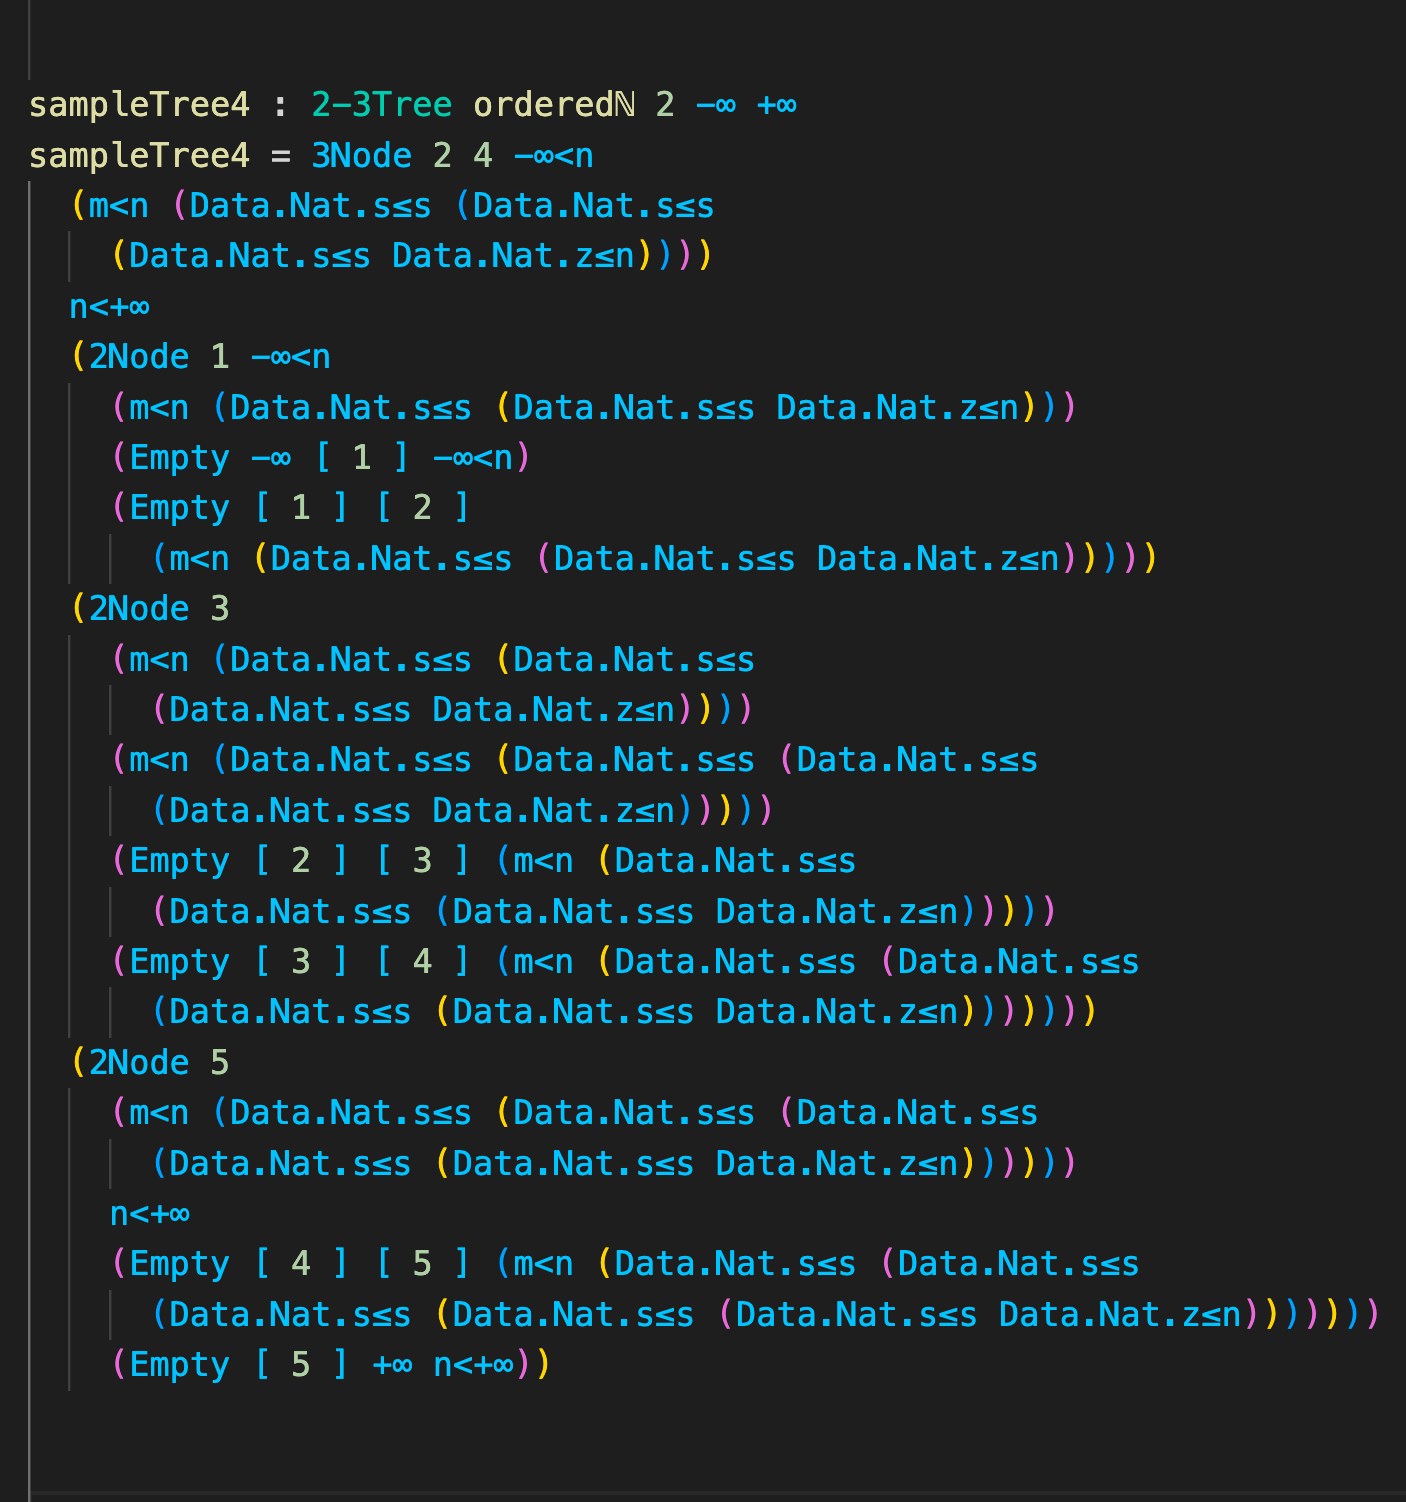 sampleTree4 : 2-3Tree orderedℕ 2 -∞ +∞
sampleTree4 = 3Node 2 4 -∞<n
(m<n (Data.Nat.s≤s (Data.Nat.s≤s
(Data.Nat.s≤s Data.Nat.z≤n))))
n<+∞
(2Node 1 -∞<n
(m<n (Data.Nat.s≤s (Data.Nat.s≤s Data.Nat.z≤n)))
(Empty -∞ [ 1 ] -∞<n)
(Empty [ 1 ] [ 2 ]
(m<n (Data.Nat.s≤s (Data.Nat.s≤s Data.Nat.z≤n)))))
(2Node 3
(m<n (Data.Nat.s≤s (Data.Nat.s≤s
(Data.Nat.s≤s Data.Nat.z≤n))))
(m<n (Data.Nat.s≤s (Data.Nat.s≤s (Data.Nat.s≤s
(Data.Nat.s≤s Data.Nat.z≤n)))))
(Empty [ 2 ] [ 3 ] (m<n (Data.Nat.s≤s
(Data.Nat.s≤s (Data.Nat.s≤s Data.Nat.z≤n)))))
(Empty [ 3 ] [ 4 ] (m<n (Data.Nat.s≤s (Data.Nat.s≤s
(Data.Nat.s≤s (Data.Nat.s≤s Data.Nat.z≤n)))))))
(2Node 5
(m<n (Data.Nat.s≤s (Data.Nat.s≤s (Data.Nat.s≤s
(Data.Nat.s≤s (Data.Nat.s≤s Data.Nat.z≤n))))))
n<+∞
(Empty [ 4 ] [ 5 ] (m<n (Data.Nat.s≤s (Data.Nat.s≤s
(Data.Nat.s≤s (Data.Nat.s≤s (Data.Nat.s≤s Data.Nat.z≤n)))))))
(Empty [ 5 ] +∞ n<+∞))